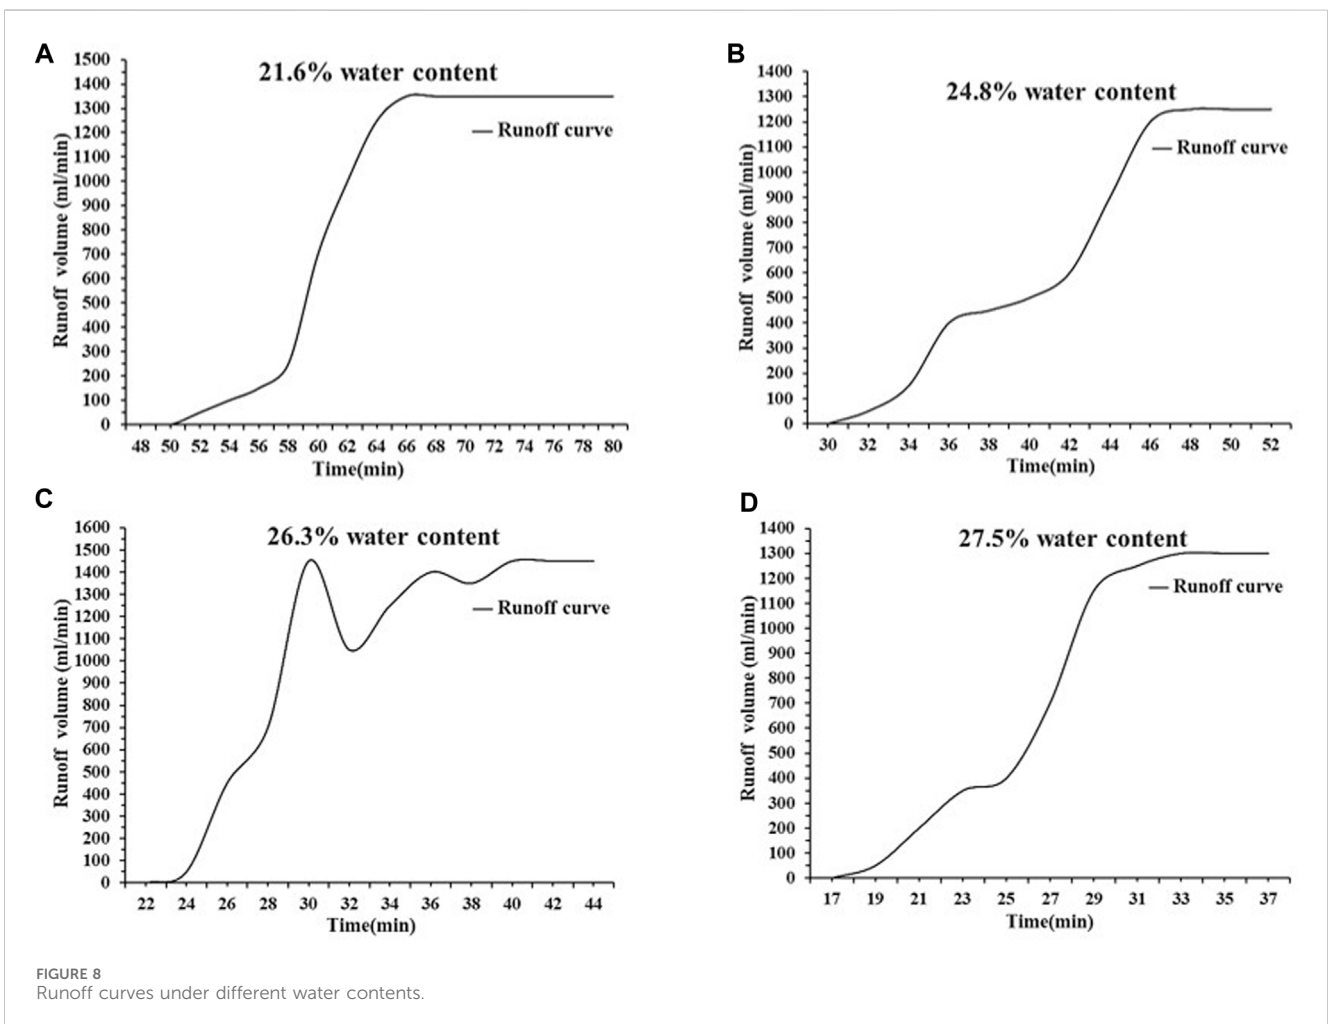 A
21.6% water content
Runoff curve
Runoff volume (ml/min)
1500
1400
1300
1200
1100
1000
900
800
700
600
500
400
300
200
100
0
48 50 52 54 56 58 60 62 64 66 68 70 72 74 76 78 80
Time(min)
B
24.8% water content
Runoff curve
Runoff volume (ml/min)
1400
1300
1200
1100
1000
900
800
700
600
500
400
300
200
100
0
30 32 34 36 38 40 42 44 46 48 50 52
Time(min)
C
26.3% water content
Runoff curve
Runoff volume (ml/min)
1600
1500
1400
1300
1200
1100
1000
900
800
700
600
500
400
300
200
100
0
22 24 26 28 30 32 34 36 38 40 42 44
Time(min)
D
27.5% water content
Runoff curve
Runoff volume (ml/min)
1400
1300
1200
1100
1000
900
800
700
600
500
400
300
200
100
0
17 19 21 23 25 27 29 31 33 35 37
Time(min)
FIGURE 8
Runoff curves under different water contents.